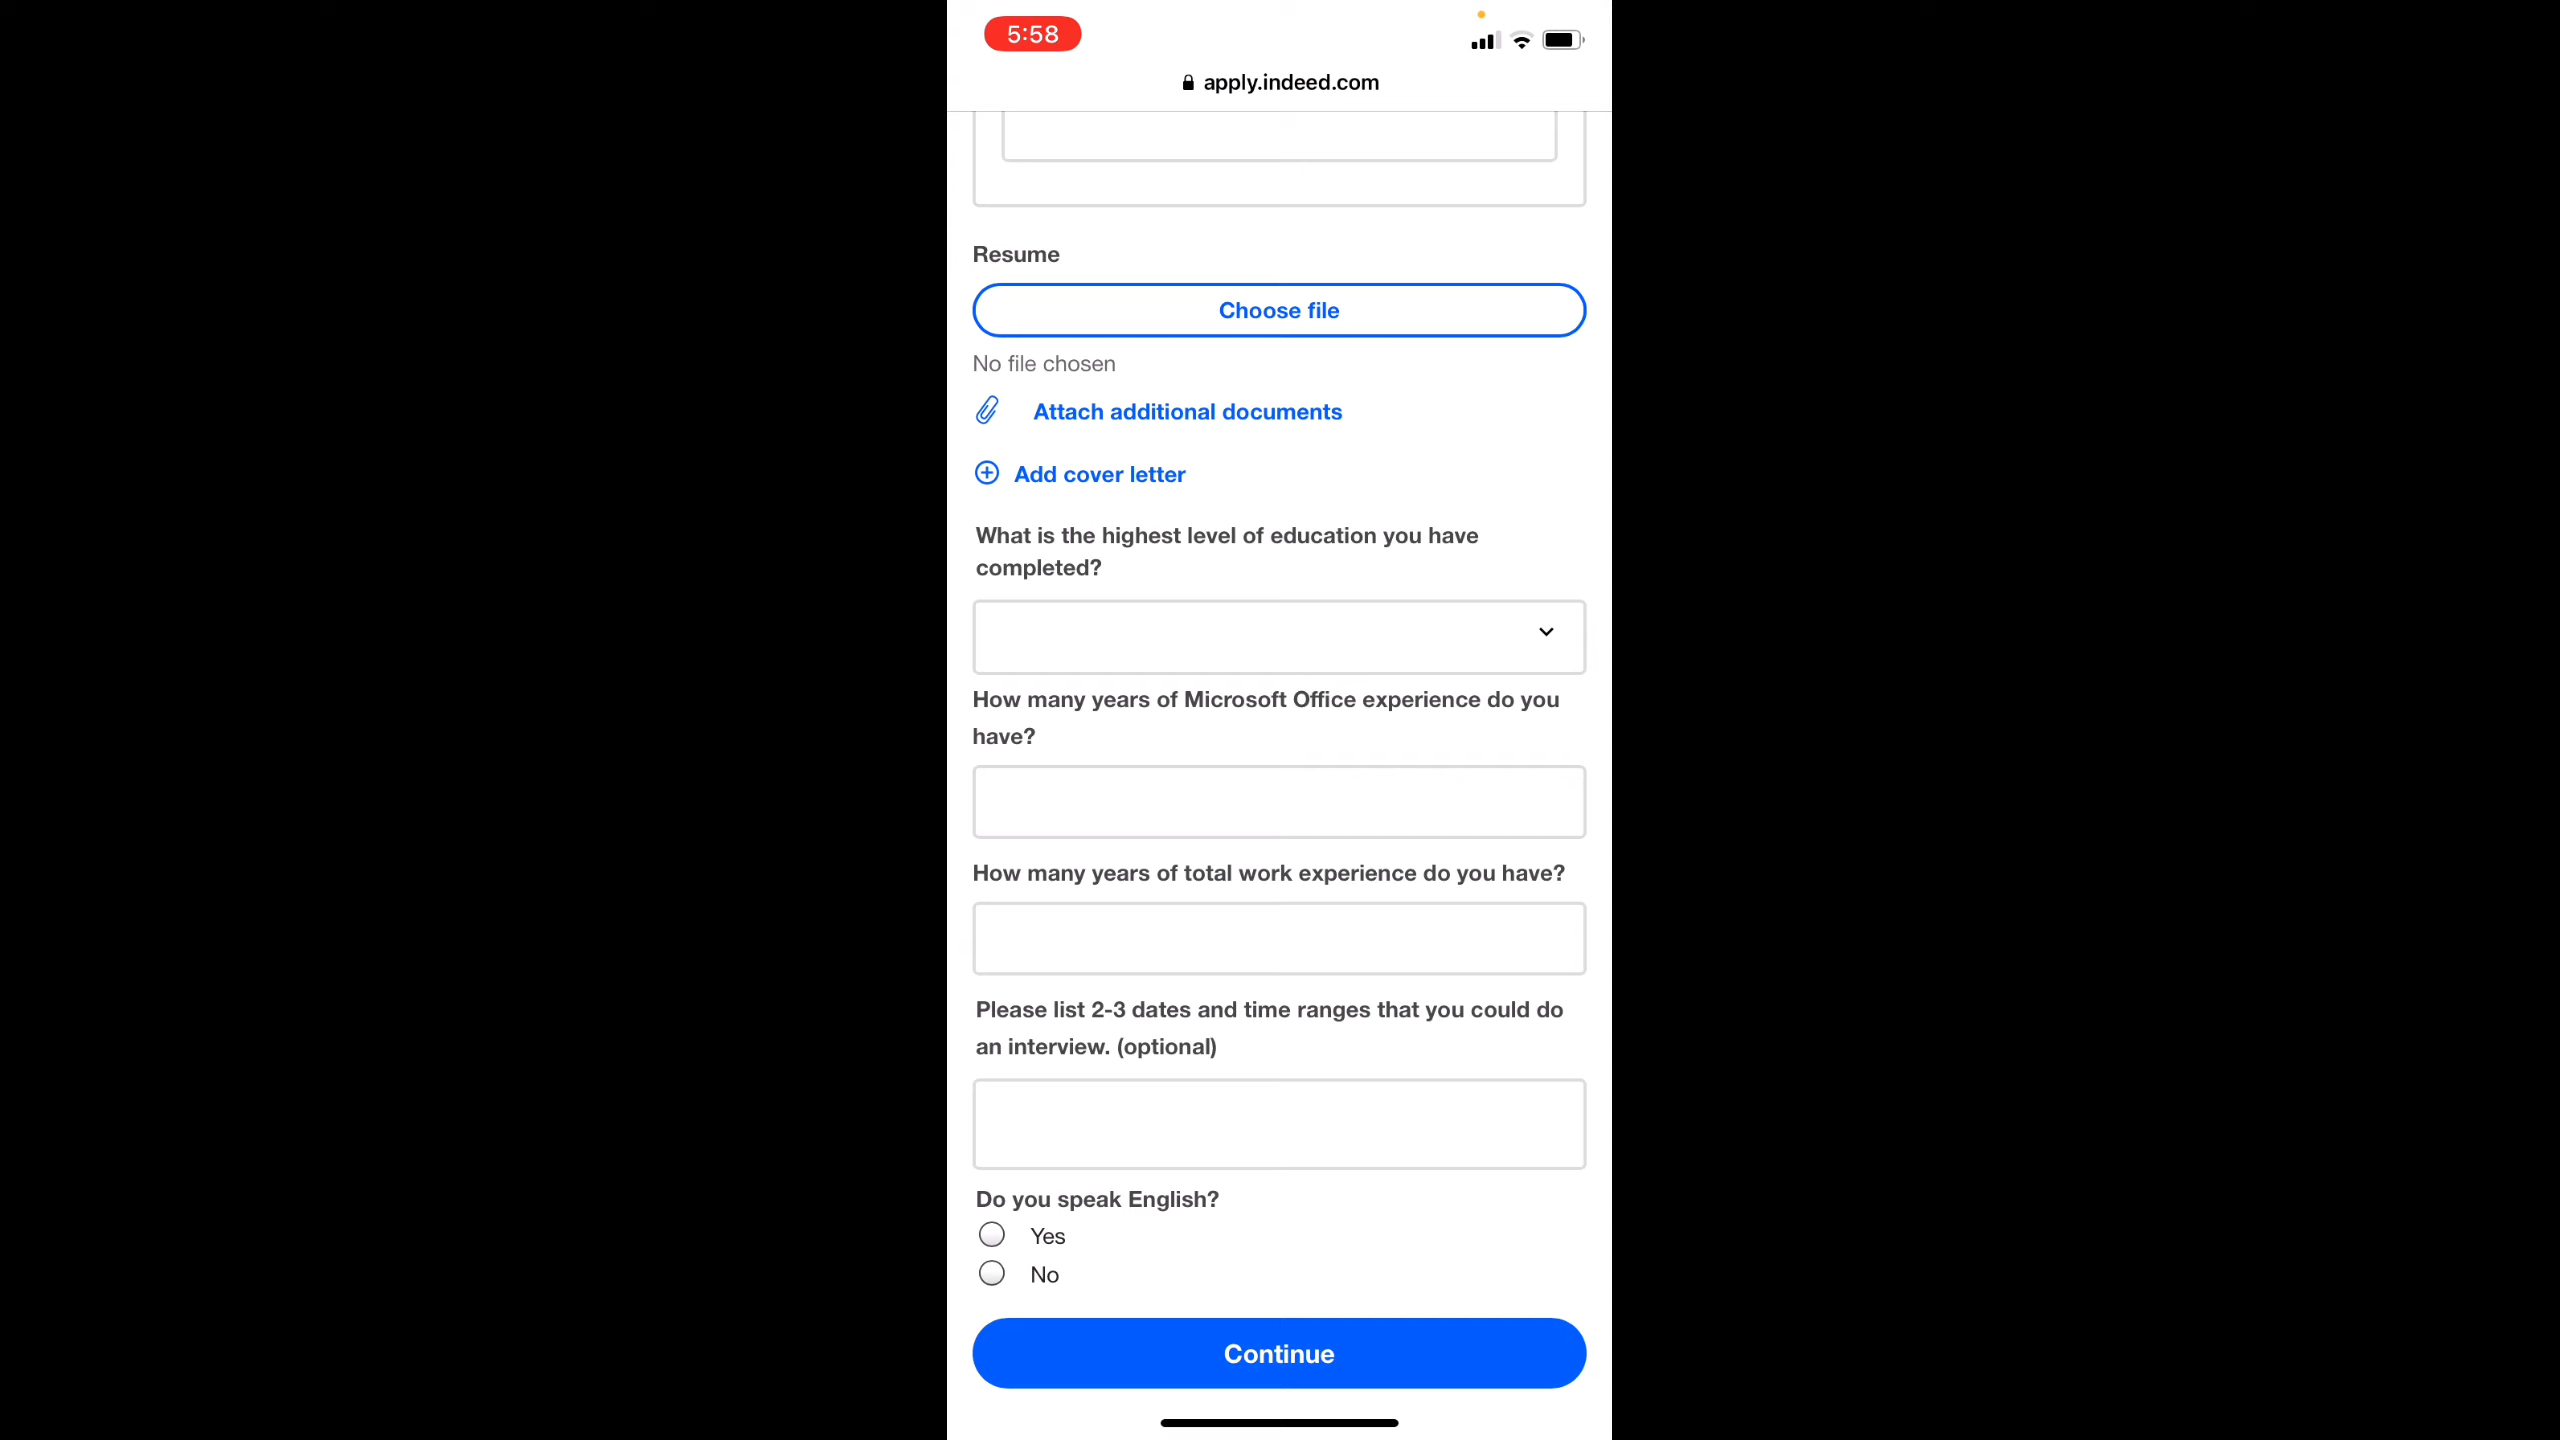 5:58
apply.indeed.com
Resume
Choose file
No file chosen
Attach additional documents
Add cover letter
What is the highest level of education you have
completed?
How many years of Microsoft Office experience do you
have?
How many years of total work experience do you have?
Please list 2-3 dates and time ranges that you could do
an interview. (optional)
Do you speak English?
Yes
No
Continue